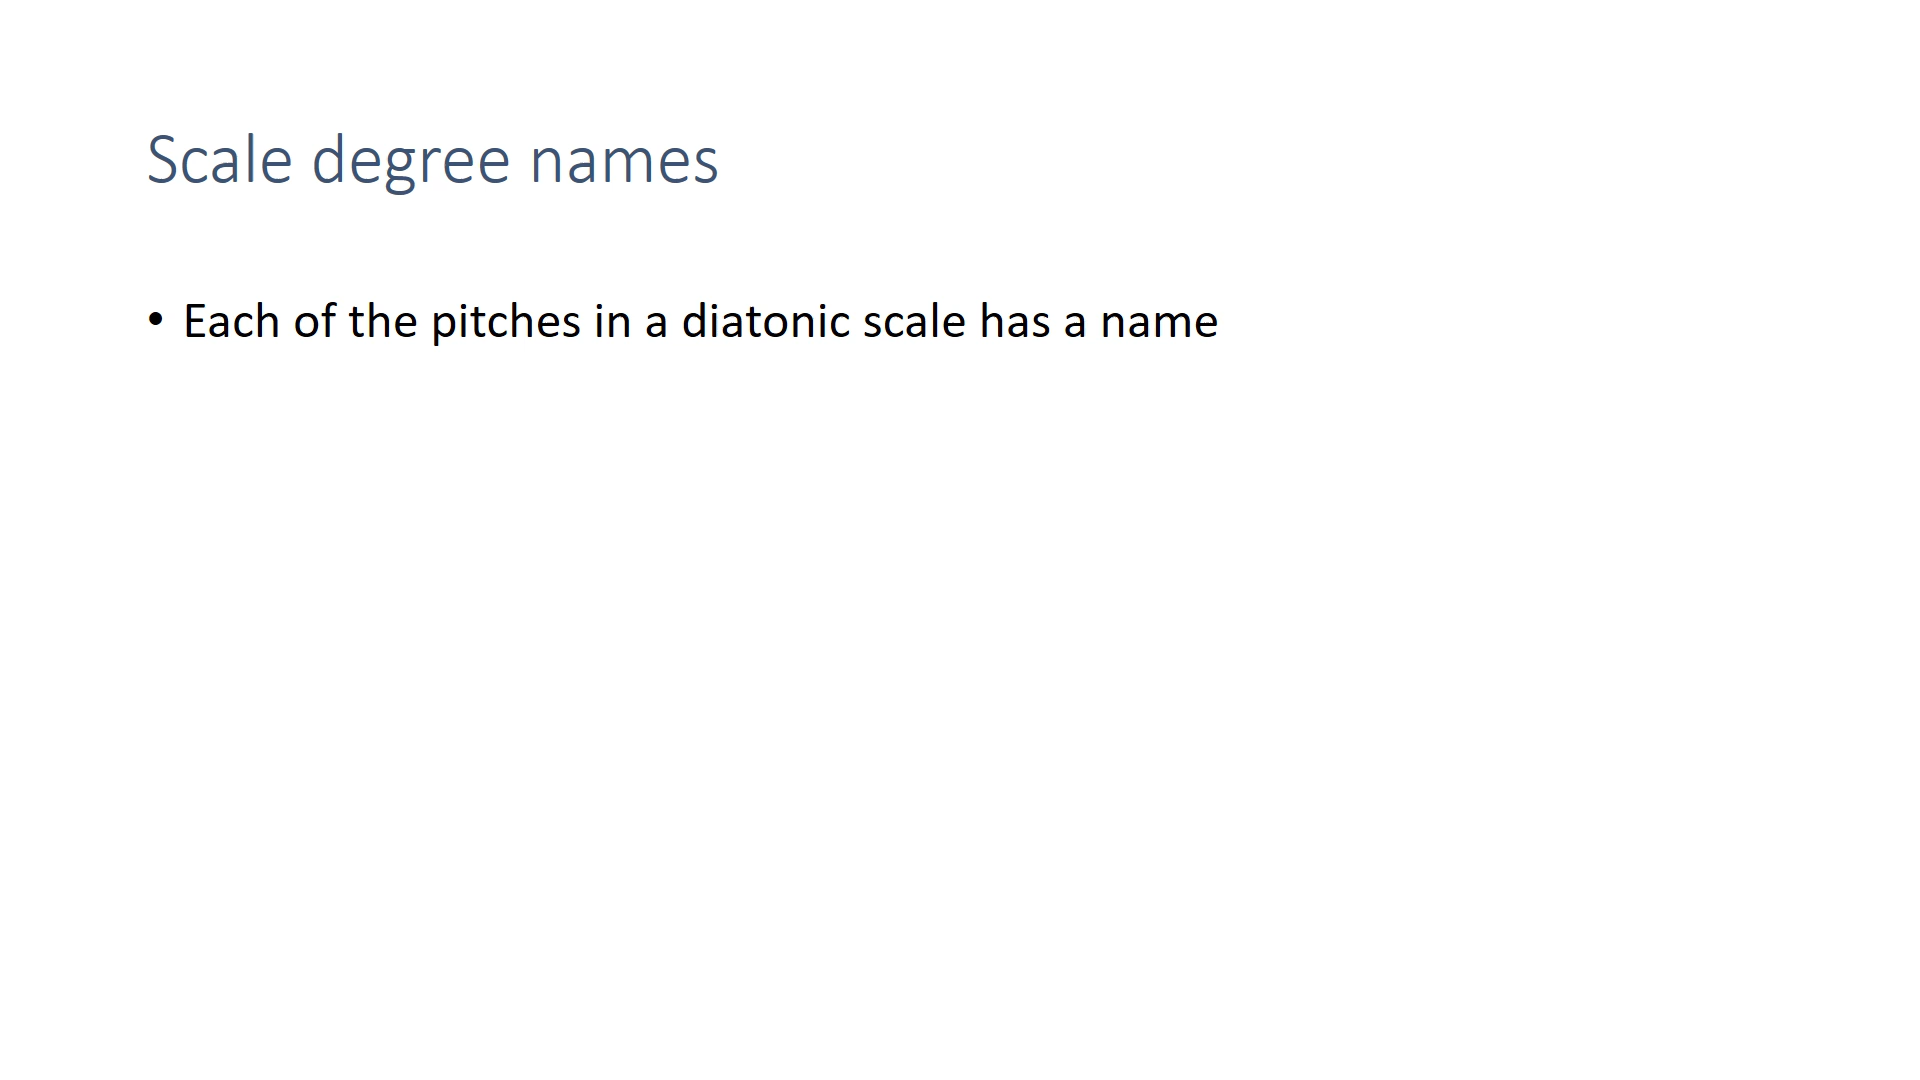 Scale degree names
• Each of the pitches in a diatonic scale has a name